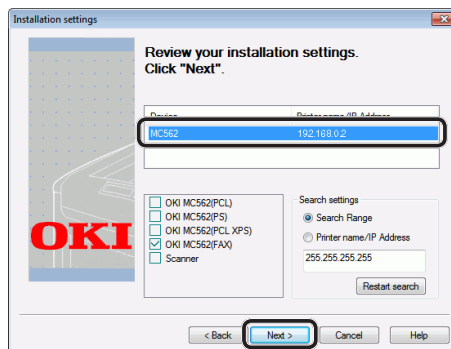 Installation settings
Review your installation settings.
Click "Next".
Device Printer name/IP Address
MC562 192.168.0.2
OKI MC562(PCL)
OKI MC562(PS)
OKI MC562(PCL XPS)
OKI MC562(FAX)
Scanner
Search settings
Search Range
Printer name/IP Address
255.255.255.255
Restart search
OKI
< Back Next > Cancel Help